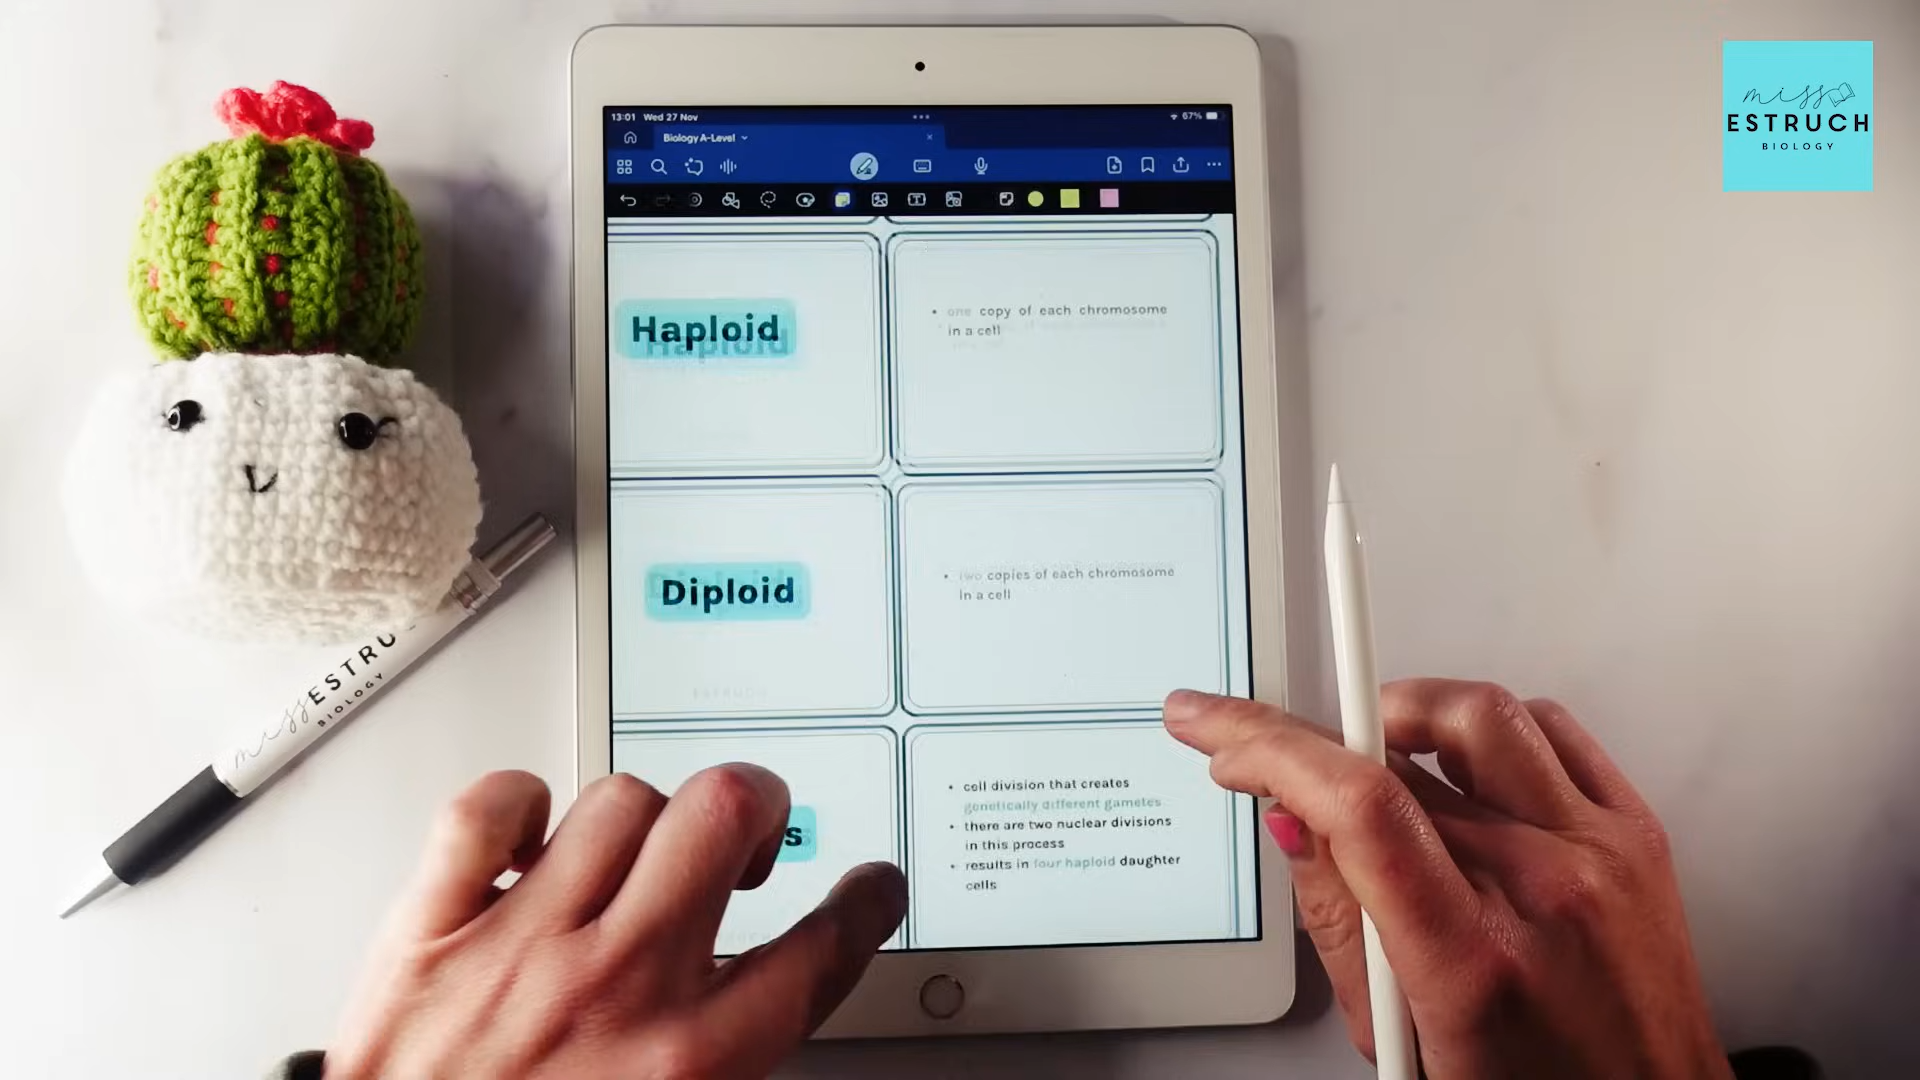 miss
ESTRUCH
BIOLOGY
13:01 Wed 27 Nov
67%
Biology A-Level
Haploid
• one copy of each chromosome
in a cell
Diploid
• two copies of each chromosome
in a cell
ESTRUCH
s
• cell division that creates
genetically different gametes
• there are two nuclear divisions
in this process
• results in four haploid daughter
cells
miss ESTRU
BIOLOGY